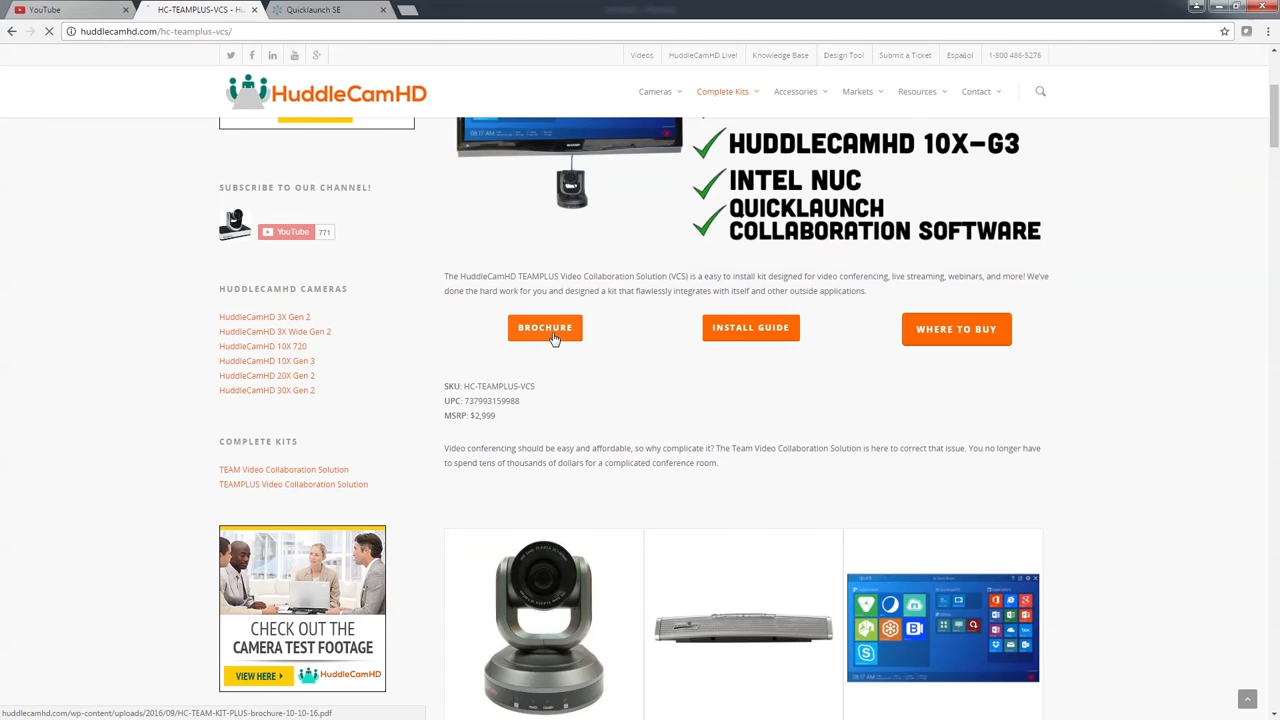 YouTube
HC-TEAMPLUS-VCS - H
Quicklaunch SE
huddlecamhd.com/hc-teamplus-vcs/
Videos
HuddleCamHD Live!
Knowledge Base
Design Tool
Submit a Ticket
Español
1-800 486-5276
HuddleCamHD
Cameras
Complete Kits
Accessories
Markets
Resources
Contact
HUDDLECAMHD 10X-G3
INTEL NUC
QUICKLAUNCH
COLLABORATION SOFTWARE
08:17 AM
SHARP
SUBSCRIBE TO OUR CHANNEL!
YouTube 771
The HuddleCamHD TEAMPLUS Video Collaboration Solution (VCS) is a easy to install kit designed for video conferencing, live streaming, webinars, and more! We've
done the hard work for you and designed a kit that flawlessly integrates with itself and other outside applications.
HUDDLECAMHD CAMERAS
HuddleCamHD 3X Gen 2
HuddleCamHD 3X Wide Gen 2
HuddleCamHD 10X 720
HuddleCamHD 10X Gen 3
HuddleCamHD 20X Gen 2
HuddleCamHD 30X Gen 2
BROCHURE
INSTALL GUIDE
WHERE TO BUY
SKU: HC-TEAMPLUS-VCS
UPC: 737993159988
MSRP: $2,999
COMPLETE KITS
TEAM Video Collaboration Solution
TEAMPLUS Video Collaboration Solution
Video conferencing should be easy and affordable, so why complicate it? The Team Video Collaboration Solution is here to correct that issue. You no longer have
to spend tens of thousands of dollars for a complicated conference room.
CHECK OUT THE
CAMERA TEST FOOTAGE
VIEW HERE
HuddleCamHD
08:17 AM
huddlecamhd.com/wp-content/uploads/2016/09/HC-TEAM-KIT-PLUS-brochure-10-10-16.pdf